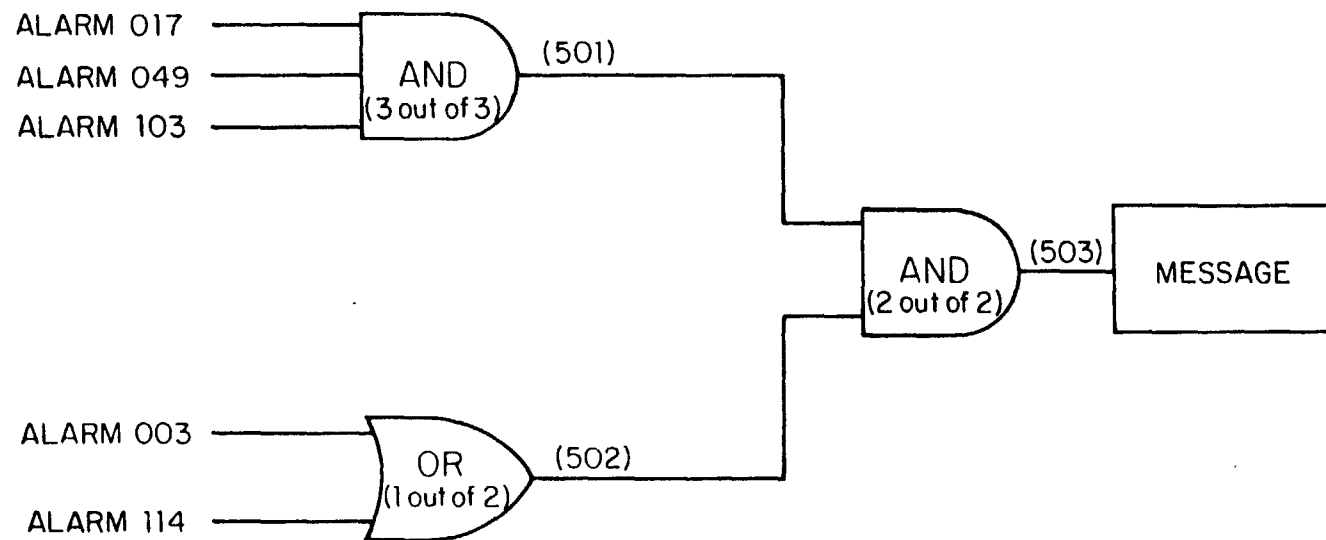 ALARM 017
ALARM 049
ALARM 103
AND
(3 out of 3)
(501)
ALARM 003
ALARM 114
OR
(1 out of 2)
(502)
AND
(2 out of 2)
(503)
MESSAGE